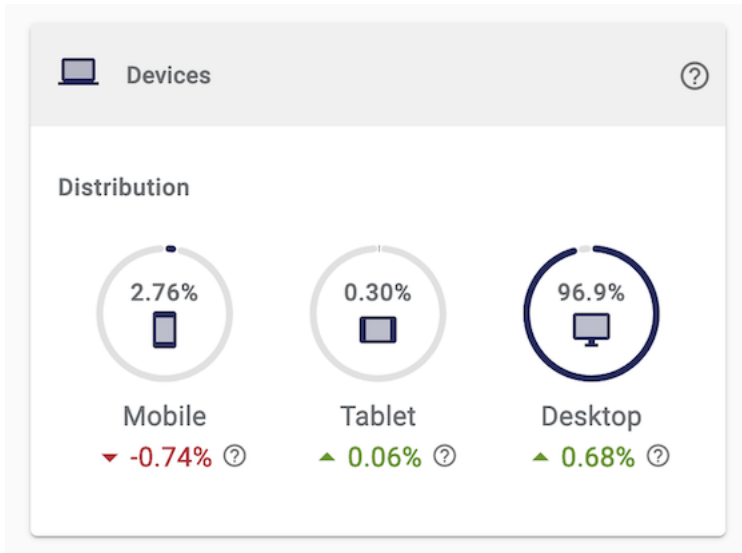 Devices
Distribution
2.76% 0.30% 96.9%
Mobile Tablet Desktop
-0.74% 0.06% 0.68%